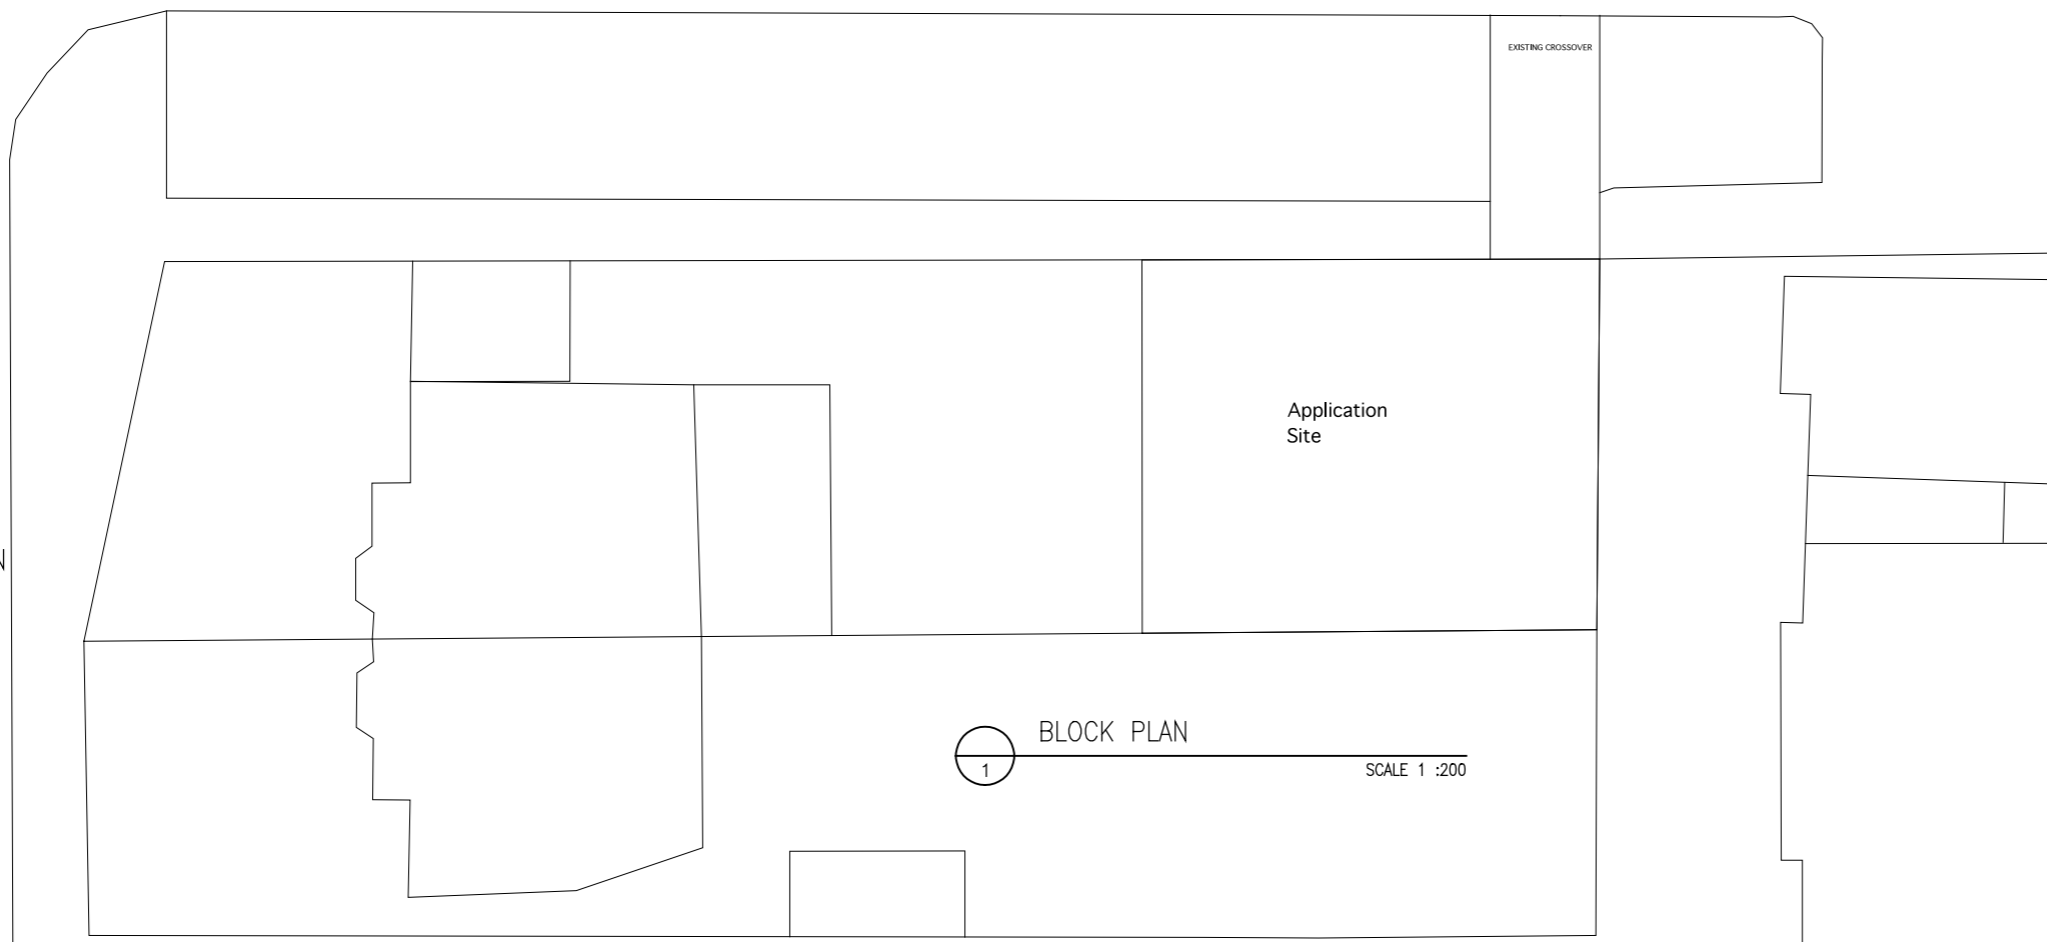 EXISTING CROSSOVER
Application
Site
BLOCK PLAN
1
SCALE 1 :200